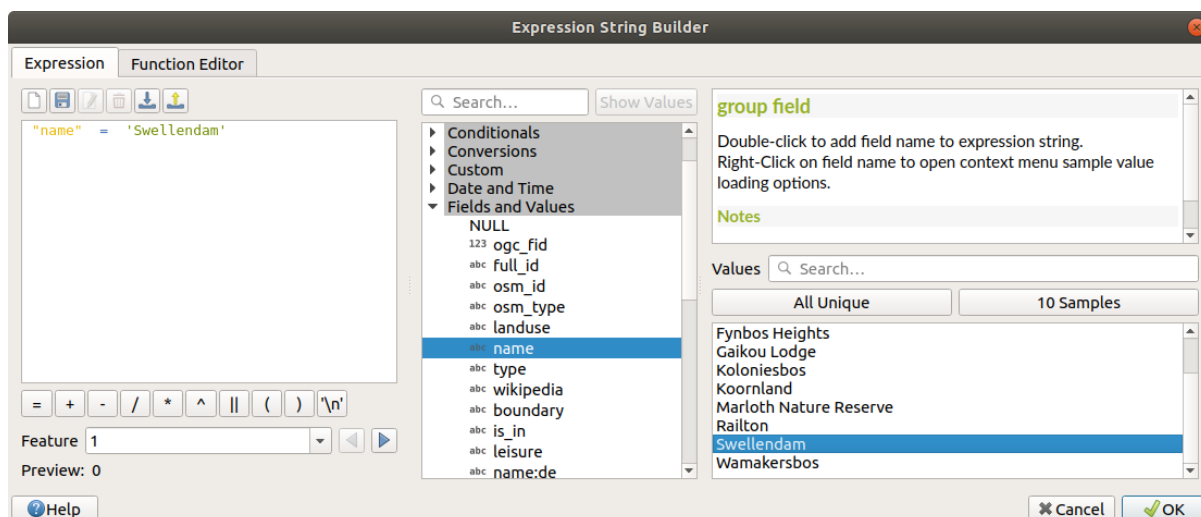 Expression String Builder
Expression
Function Editor
"name" = 'Swellendam'
= + - / * ^ || ( ) '\n'
Feature 1
Preview: 0
Search...
Show Values
Conditionals
Conversions
Custom
Date and Time
Fields and Values
NULL
123 ogc_fid
abc full_id
abc osm_id
abc osm_type
abc landuse
abc name
abc type
abc wikipedia
abc boundary
abc is_in
abc leisure
abc name:de
group field
Double-click to add field name to expression string.
Right-Click on field name to open context menu sample value
loading options.
Notes
Values Search...
All Unique
10 Samples
Fynbos Heights
Gaikou Lodge
Koloniesbos
Koornland
Marloth Nature Reserve
Railton
Swellendam
Wamakersbos
Help
Cancel
OK